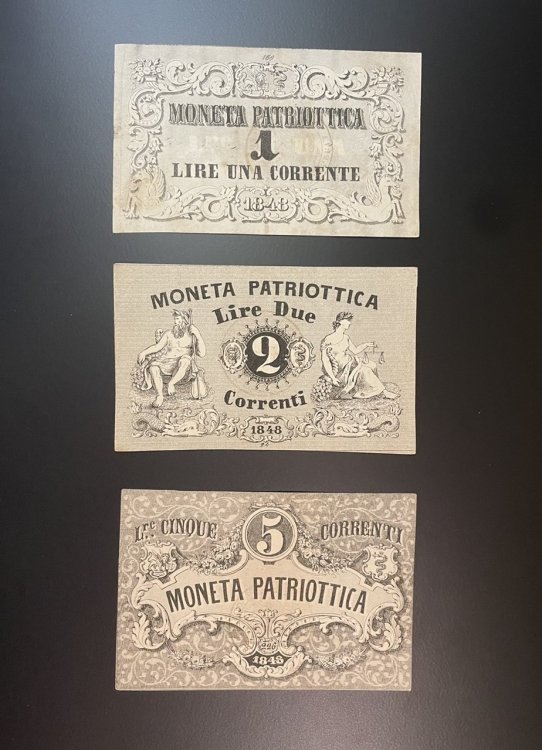 MONETA PATRIOTTICA
1
LIRE UNA CORRENTE
1848
MONETA PATRIOTTICA
Lire Due
2
Correnti
1848
L.re CINQUE 5 CORRENTI
MONETA PATRIOTTICA
1848